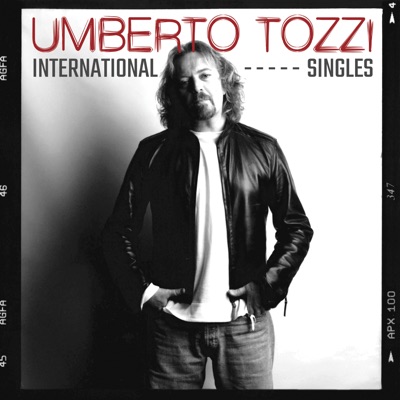 UMBERTO TOZZI
INTERNATIONAL ----- SINGLES
AGFA
46
AGFA
45
4
347
APX 100